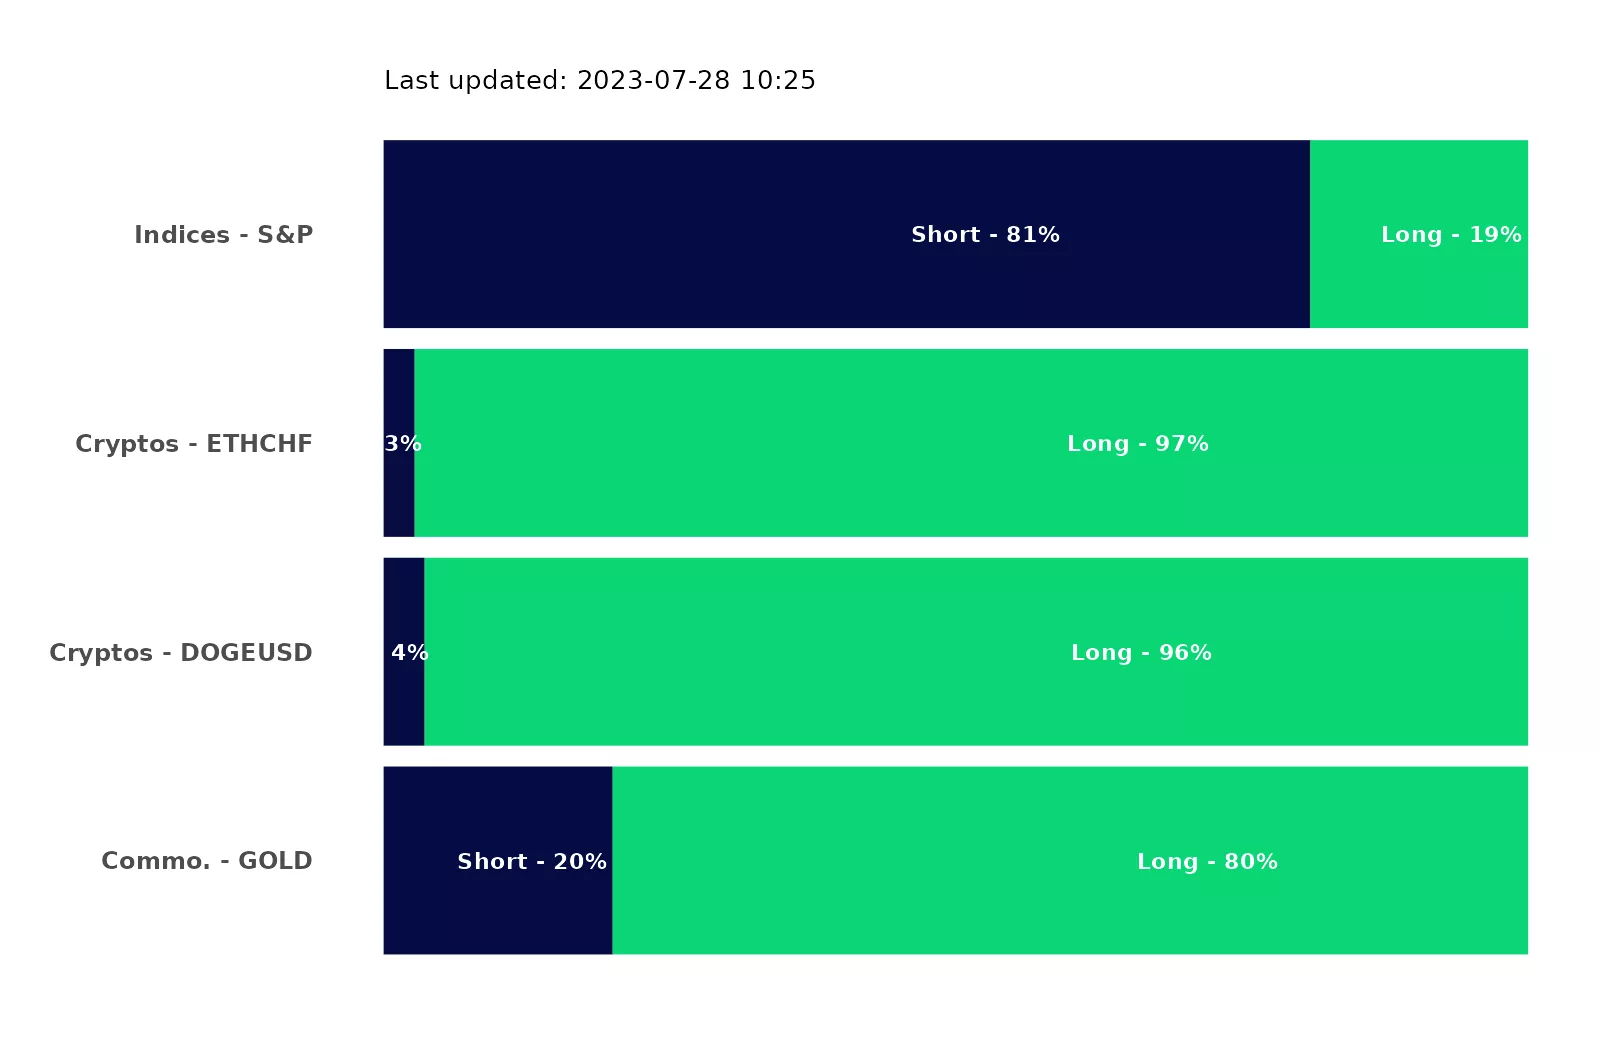 Last updated: 2023-07-28 10:25
Indices - S&P
Short - 81%
Long - 19%
Cryptos - ETHCHF
3%
Long - 97%
Cryptos - DOGEUSD
4%
Long - 96%
Commo. - GOLD
Short - 20%
Long - 80%